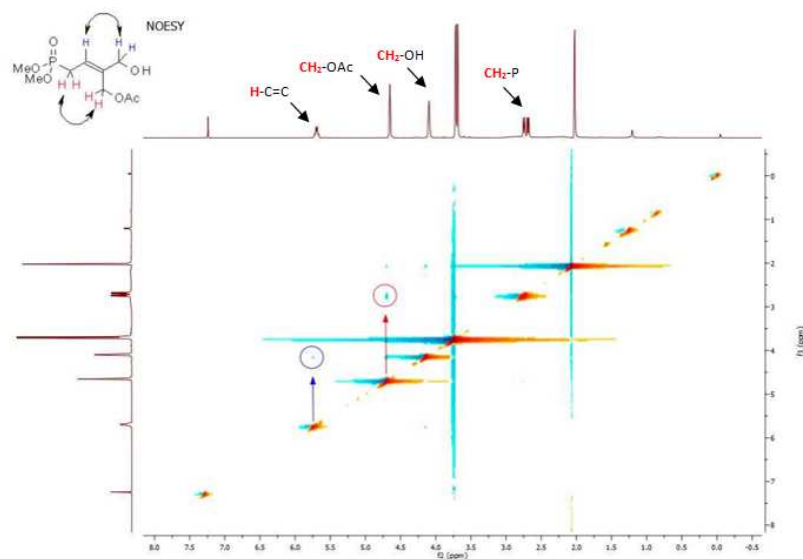 NOESY
O
H
H
MeO
P
OH
MeO
H
H
OAc
H
H
H-C=C
CH₂-OAc
CH₂-OH
CH₂-P
0
1
2
3
4
5
6
7
8
f1 (ppm)
8.0 7.5 7.0 6.5 6.0 5.5 5.0 4.5 4.0 3.5 3.0 2.5 2.0 1.5 1.0 0.5 0.0 -0.5
f2 (ppm)